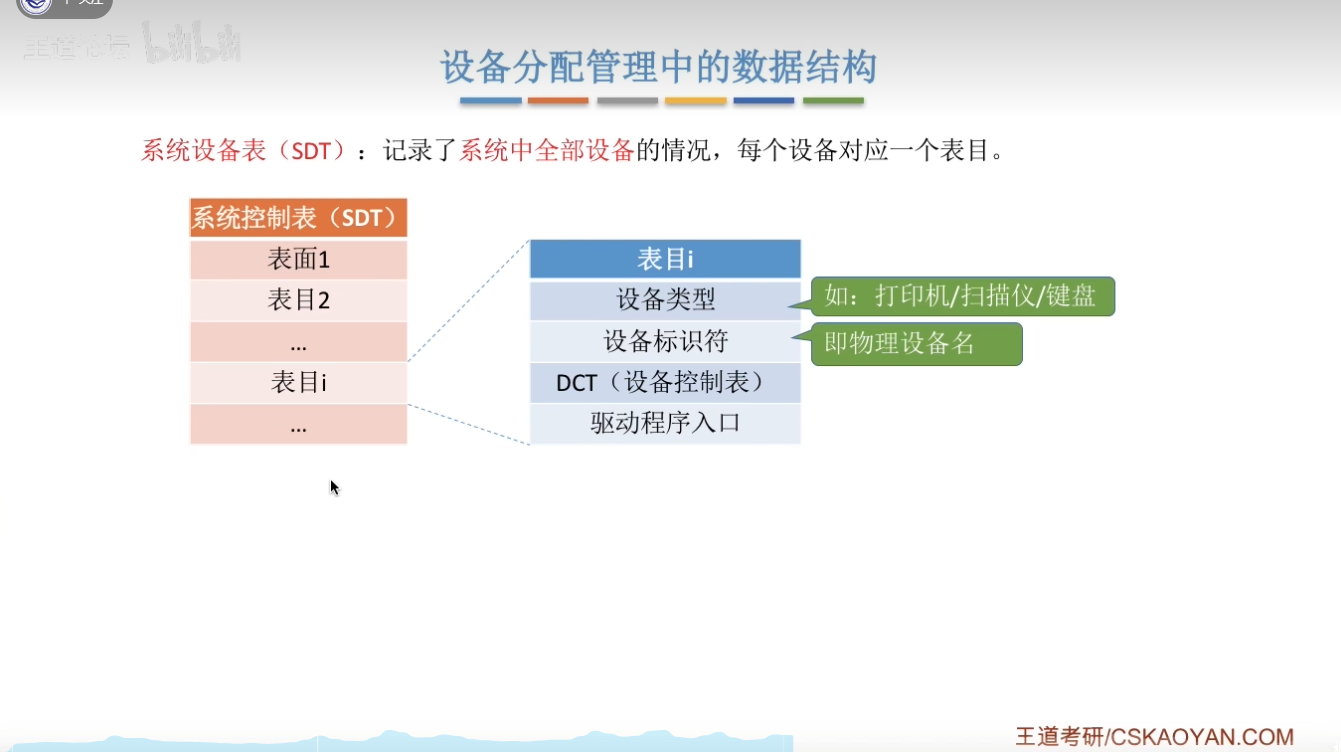 王道论坛 bilibili
设备分配管理中的数据结构
系统设备表（SDT）：记录了系统中全部设备的情况，每个设备对应一个表目。
系统控制表（SDT）
表面1
表目2
...
表目i
...
表目i
设备类型
设备标识符
DCT（设备控制表）
驱动程序入口
如：打印机/扫描仪/键盘
即物理设备名
王道考研/CSKAOYAN.COM